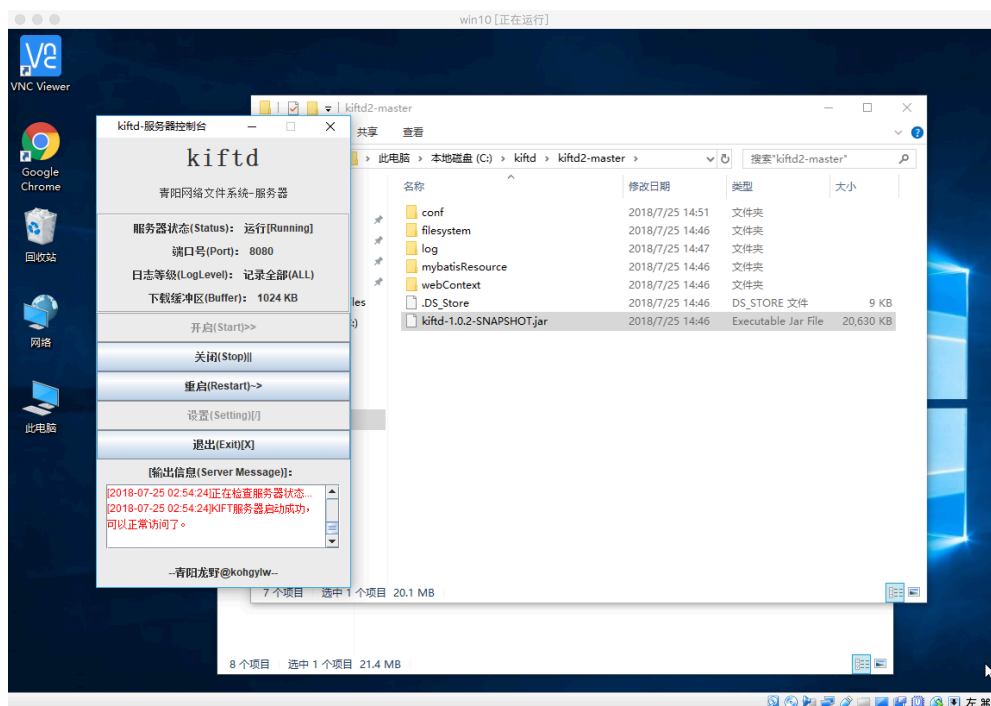 win10 [正在运行]
VNC Viewer
Google
Chrome
回收站
网络
此电脑
kiftd2-master
共享 查看
此电脑 › 本地磁盘 (C:) › kiftd › kiftd2-master ›
搜索"kiftd2-master"
名称 修改日期 类型 大小
conf 2018/7/25 14:51 文件夹
filesystem 2018/7/25 14:46 文件夹
log 2018/7/25 14:47 文件夹
mybatisResource 2018/7/25 14:46 文件夹
webContext 2018/7/25 14:46 文件夹
.DS_Store 2018/7/25 14:46 DS_STORE 文件 9 KB
kiftd-1.0.2-SNAPSHOT.jar 2018/7/25 14:46 Executable Jar File 20,630 KB
les
:)
7 个项目 选中 1 个项目 20.1 MB
8 个项目 选中 1 个项目 21.4 MB
kiftd-服务器控制台
kiftd
青阳网络文件系统-服务器
服务器状态(Status): 运行[Running]
端口号(Port): 8080
日志等级(LogLevel): 记录全部(ALL)
下载缓冲区(Buffer): 1024 KB
开启(Start)>>
关闭(Stop)||
重启(Restart)~>
设置(Setting)[/]
退出(Exit)[X]
[输出信息(Server Message)]:
[2018-07-25 02:54:24]正在检查服务器状态...
[2018-07-25 02:54:24]KIFT服务器启动成功，
可以正常访问了。
--青阳龙野@kohgylw--
左 ⌘